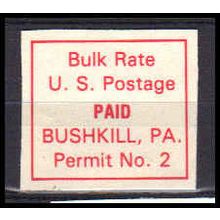 Bulk Rate
U. S. Postage
PAID
BUSHKILL, PA.
Permit No. 2